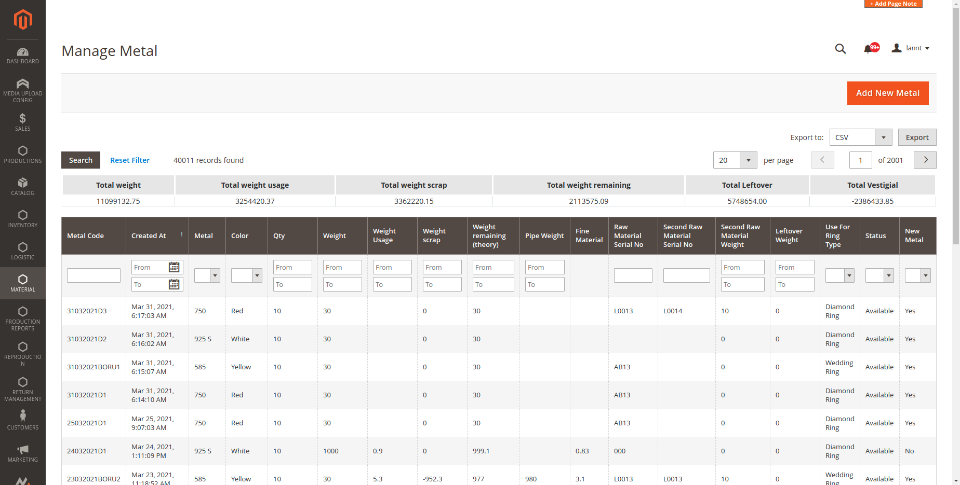 + Add Page Note
Manage Metal
99+
lannt
DASHBOARD
MEDIA UPLOAD CONFIG
SALES
PRODUCTIONS
CATALOG
INVENTORY
LOGISTIC
MATERIAL
PRODUCTION REPORTS
REPRODUCTION
RETURN MANAGEMENT
CUSTOMERS
MARKETING
Add New Metal
Export to: CSV Export
Search Reset Filter 40011 records found 20 per page 1 of 2001
Total weight Total weight usage Total weight scrap Total weight remaining Total Leftover Total Vestigial
11099132.75 3254420.37 3362220.15 2113575.09 5748654.00 -2386433.85
Metal Code Created At ↑ Metal Color Qty Weight Weight Usage Weight scrap Weight remaining (theory) Pipe Weight Fine Material Raw Material Serial No Second Raw Material Serial No Second Raw Material Weight Leftover Weight Use For Ring Type Status New Metal
From From From From From From From From From
To To To To To To To To To
31032021D3 Mar 31, 2021, 6:17:03 AM 750 Red 10 30 0 30 L0013 L0014 10 0 Diamond Ring Available Yes
31032021D2 Mar 31, 2021, 6:16:02 AM 925 S White 10 30 0 30 0 0 Diamond Ring Available Yes
31032021BORU1 Mar 31, 2021, 6:15:07 AM 585 Yellow 10 30 0 30 AB13 0 0 Wedding Ring Available Yes
31032021D1 Mar 31, 2021, 6:14:10 AM 750 Red 10 30 0 30 AB13 0 0 Diamond Ring Available Yes
25032021D1 Mar 25, 2021, 9:07:03 AM 750 Red 10 30 0 30 AB13 0 0 Diamond Ring Available Yes
24032021D1 Mar 24, 2021, 1:11:09 PM 925 S White 10 1000 0.9 0 999.1 0.83 000 0 0 Diamond Ring Available No
23032021BORU2 Mar 23, 2021, 11:18:52 AM 585 Yellow 10 30 5.3 -952.3 977 980 3.1 L0013 L0013 10 0 Wedding Ring Available Yes